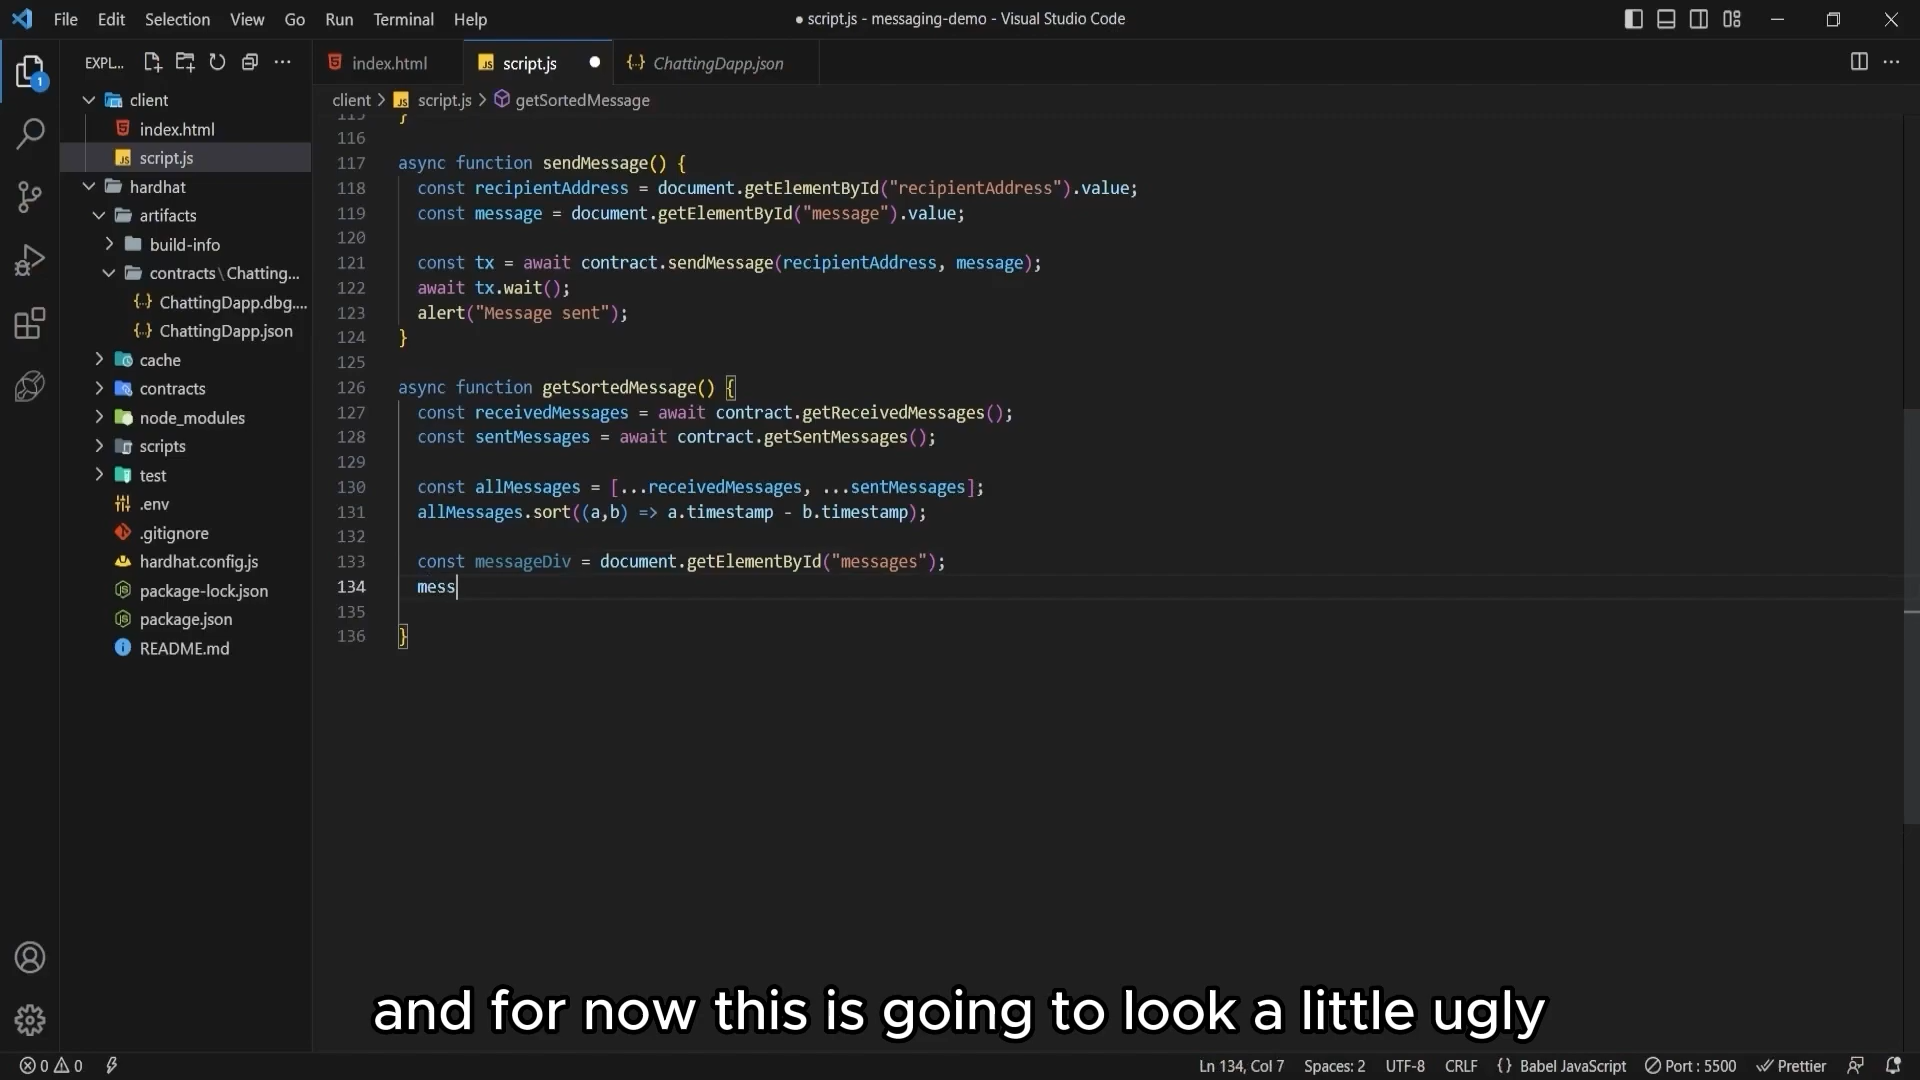 File Edit Selection View Go Run Terminal Help
● script.js - messaging-demo - Visual Studio Code
EXPL...
index.html
script.js
ChattingDapp.json
client > script.js > getSortedMessage
client
index.html
script.js
hardhat
artifacts
build-info
contracts\Chatting...
ChattingDapp.dbg....
ChattingDapp.json
cache
contracts
node_modules
scripts
test
.env
.gitignore
hardhat.config.js
package-lock.json
package.json
README.md
1
115 }
116
117 async function sendMessage() {
118 const recipientAddress = document.getElementById("recipientAddress").value;
119 const message = document.getElementById("message").value;
120
121 const tx = await contract.sendMessage(recipientAddress, message);
122 await tx.wait();
123 alert("Message sent");
124 }
125
126 async function getSortedMessage() {
127 const receivedMessages = await contract.getReceivedMessages();
128 const sentMessages = await contract.getSentMessages();
129
130 const allMessages = [...receivedMessages, ...sentMessages];
131 allMessages.sort((a,b) => a.timestamp - b.timestamp);
132
133 const messageDiv = document.getElementById("messages");
134 mess
135
136 }
and for now this is going to look a little ugly
0 0
Ln 134, Col 7 Spaces: 2 UTF-8 CRLF {} Babel JavaScript Port : 5500 Prettier